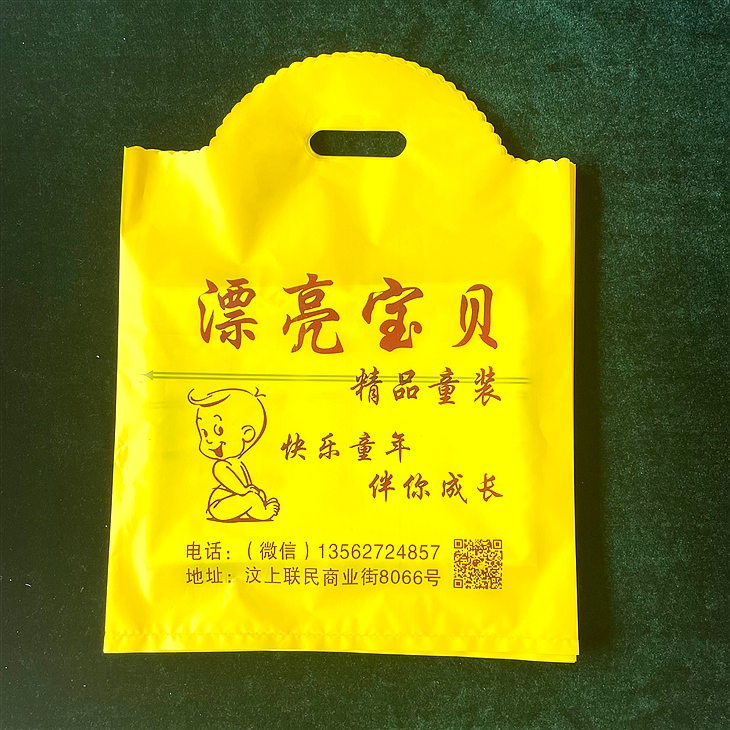 漂亮宝贝
精品童装
快乐童年
伴你成长
电话:（微信）13562724857
地址: 汶上联民商业街8066号